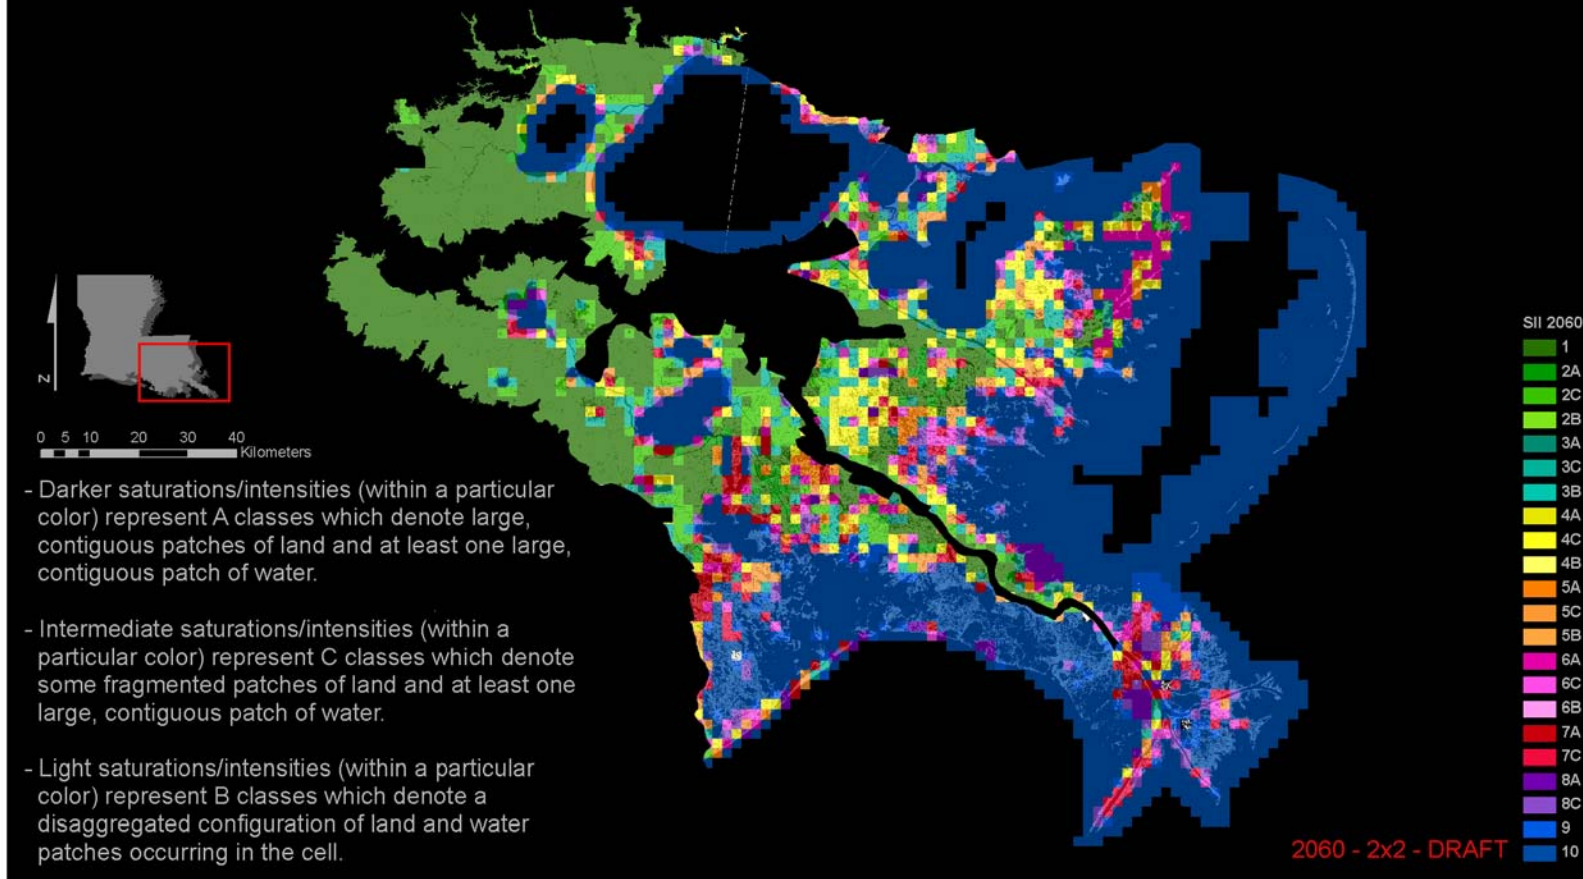 N
0 5 10 20 30 40
Kilometers
- Darker saturations/intensities (within a particular
color) represent A classes which denote large,
contiguous patches of land and at least one large,
contiguous patch of water.
- Intermediate saturations/intensities (within a
particular color) represent C classes which denote
some fragmented patches of land and at least one
large, contiguous patch of water.
- Light saturations/intensities (within a particular
color) represent B classes which denote a
disaggregated configuration of land and water
patches occurring in the cell.
SII 2060
1
2A
2C
2B
3A
3C
3B
4A
4C
4B
5A
5C
5B
6A
6C
6B
7A
7C
8A
8C
9
10
2060 - 2x2 - DRAFT